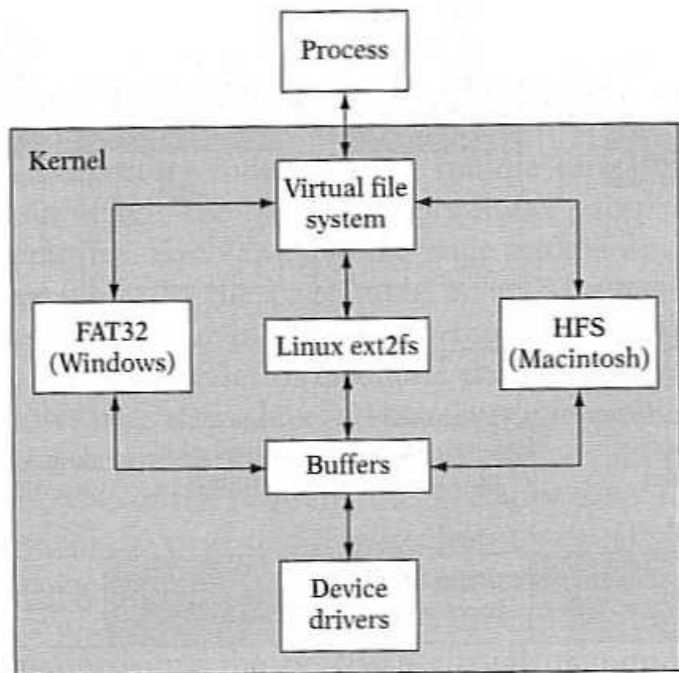 Process
Kernel
Virtual file
system
FAT32
(Windows)
Linux ext2fs
HFS
(Macintosh)
Buffers
Device
drivers